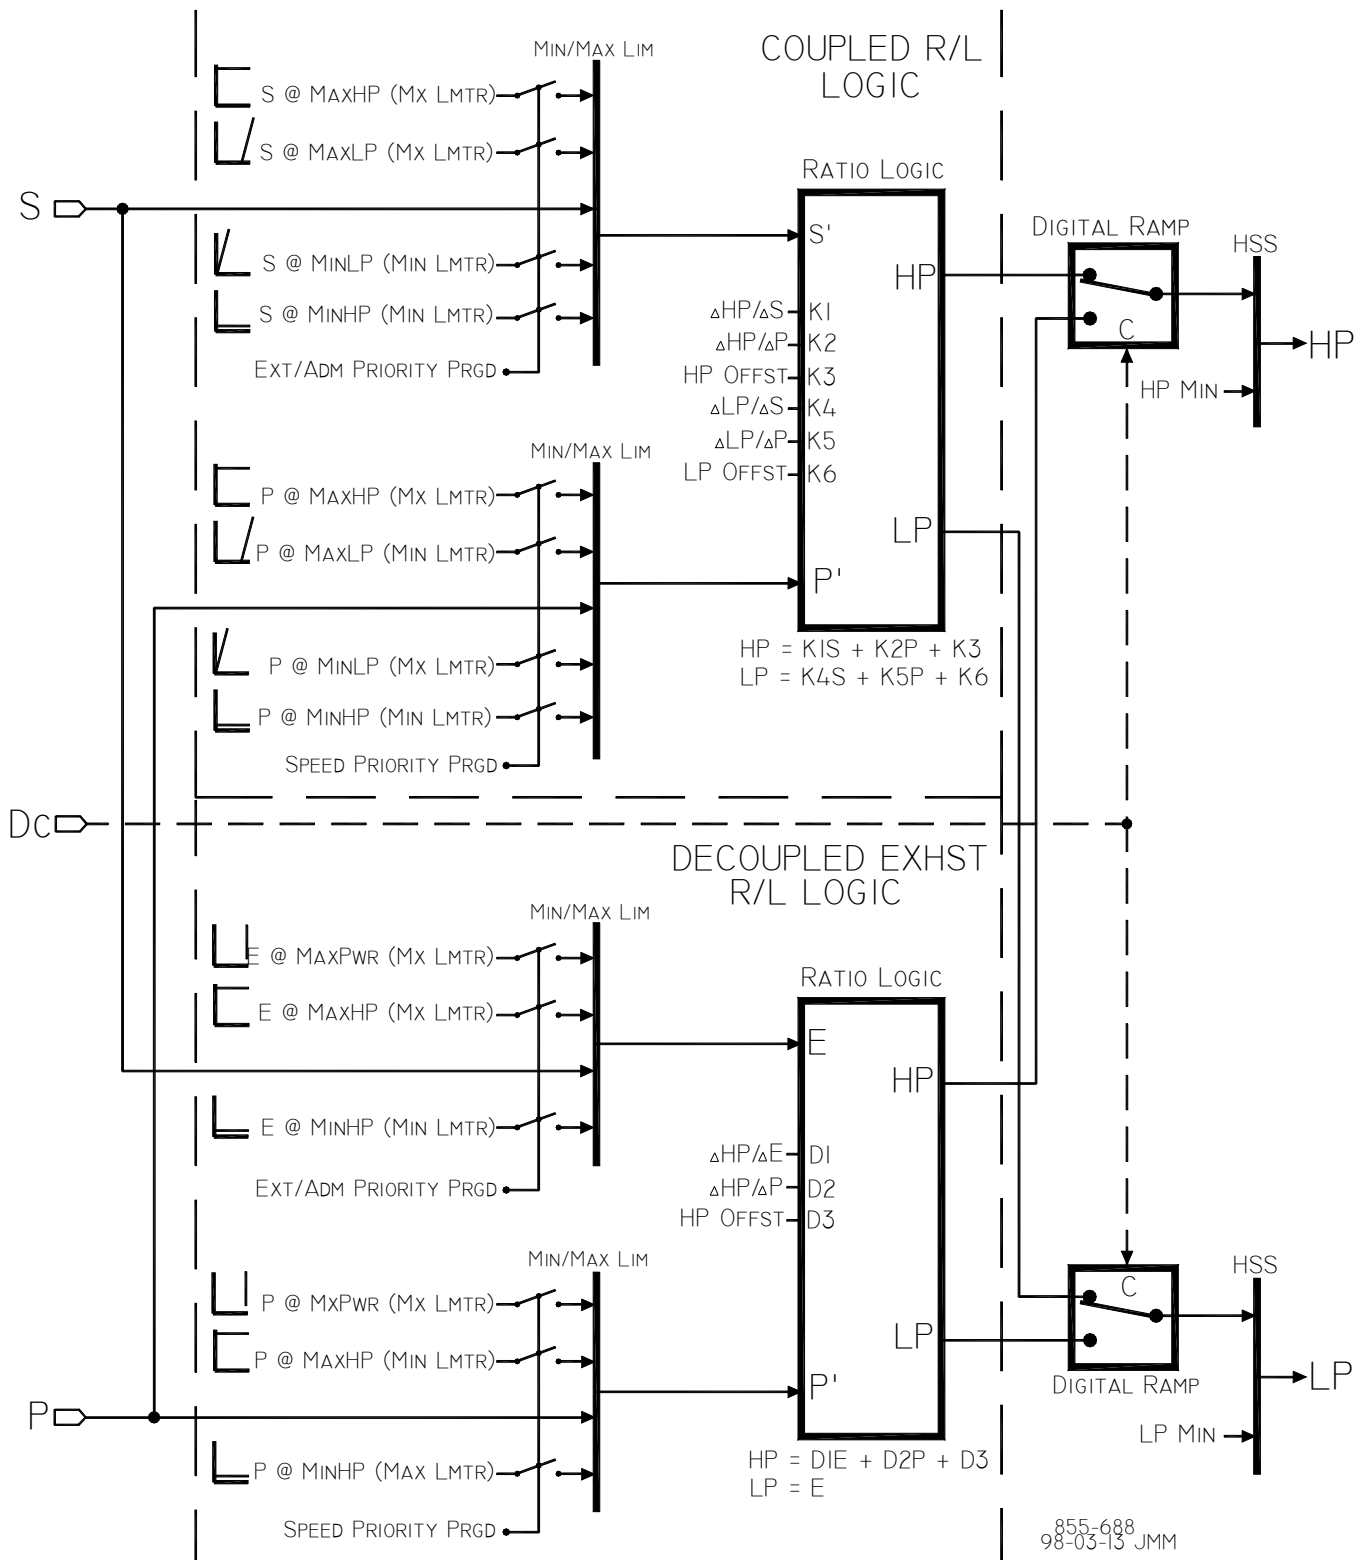 COUPLED R/L
LOGIC
MIN/MAX LIM
S @ MAXHP (MX LMTR)
S @ MAXLP (MX LMTR)
S
S @ MINLP (MIN LMTR)
S @ MINHP (MIN LMTR)
EXT/ADM PRIORITY PRGD
RATIO LOGIC
S'
HP
ΔHP/ΔS K1
ΔHP/ΔP K2
HP OFFST K3
ΔLP/ΔS K4
ΔLP/ΔP K5
LP OFFST K6
LP
P'
HP = K1S + K2P + K3
LP = K4S + K5P + K6
DIGITAL RAMP
C
HSS
HP
HP MIN
MIN/MAX LIM
P @ MAXHP (MX LMTR)
P @ MAXLP (MIN LMTR)
P @ MINLP (MX LMTR)
P @ MINHP (MIN LMTR)
SPEED PRIORITY PRGD
Dc
DECOUPLED EXHST
R/L LOGIC
MIN/MAX LIM
E @ MAXPWR (MX LMTR)
E @ MAXHP (MX LMTR)
E @ MINHP (MIN LMTR)
EXT/ADM PRIORITY PRGD
RATIO LOGIC
E
HP
ΔHP/ΔE D1
ΔHP/ΔP D2
HP OFFST D3
LP
P'
HP = D1E + D2P + D3
LP = E
MIN/MAX LIM
P @ MXPWR (MX LMTR)
P @ MAXHP (MIN LMTR)
P
P @ MINHP (MAX LMTR)
SPEED PRIORITY PRGD
C
DIGITAL RAMP
HSS
LP
LP MIN
855-688
98-03-13 JMM